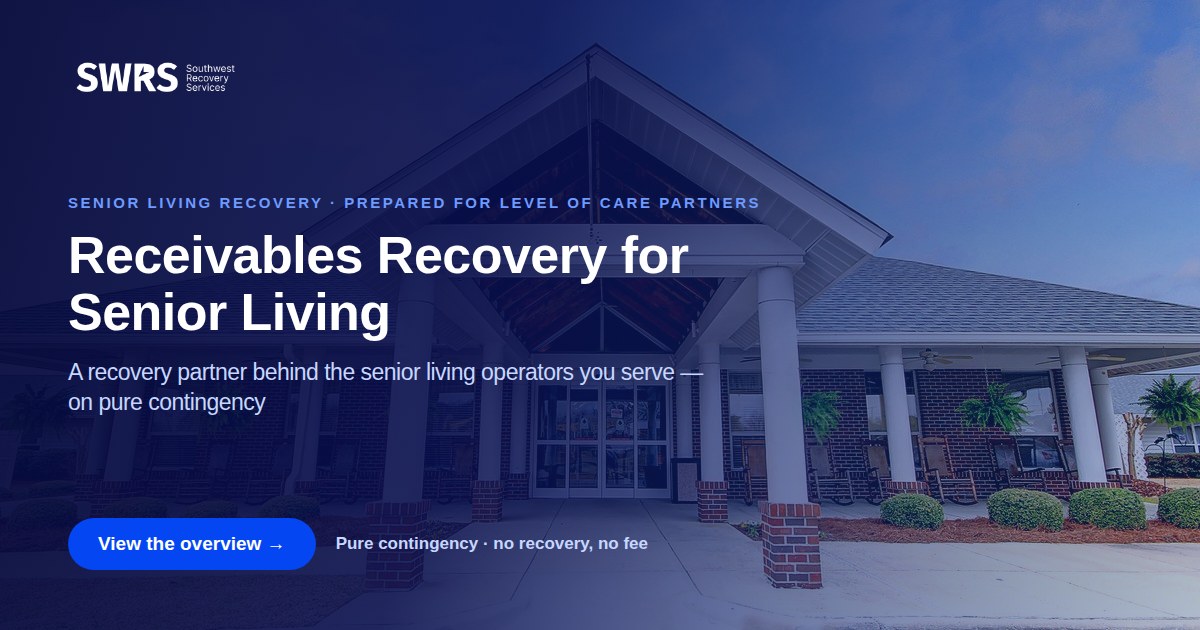 SWRS
Southwest
Recovery
Services
SENIOR LIVING RECOVERY · PREPARED FOR LEVEL OF CARE PARTNERS
Receivables Recovery for
Senior Living
A recovery partner behind the senior living operators you serve —
on pure contingency
View the overview →
Pure contingency · no recovery, no fee